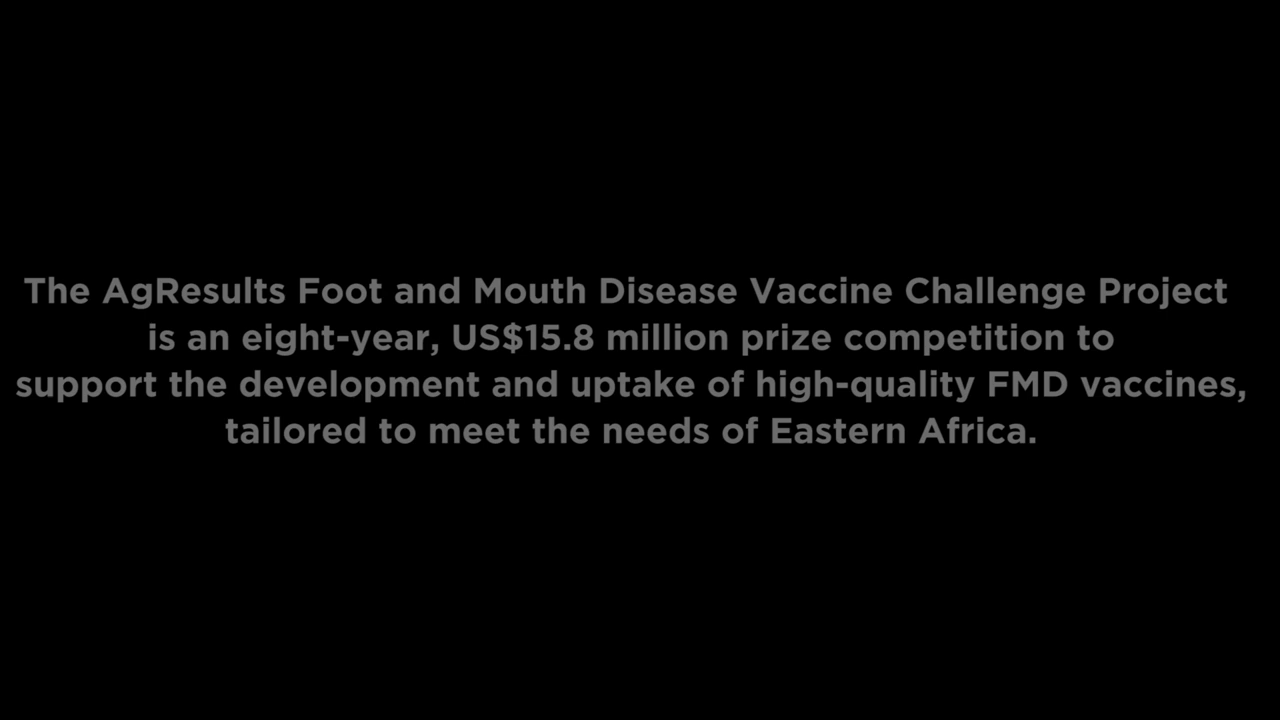 The AgResults Foot and Mouth Disease Vaccine Challenge Project
is an eight-year, US$15.8 million prize competition to
support the development and uptake of high-quality FMD vaccines,
tailored to meet the needs of Eastern Africa.